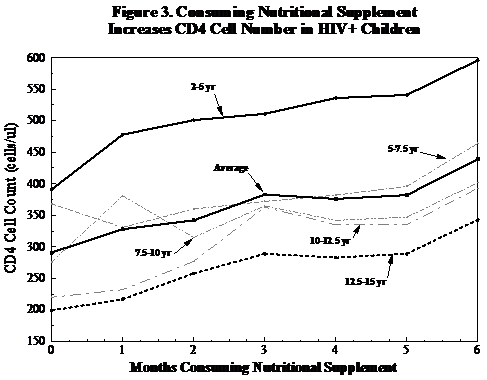 Figure 3. Consuming Nutritional Supplement
Increases CD4 Cell Number in HIV+ Children
600
550
500
450
400
350
300
250
200
150
CD4 Cell Count (cells/ul)
2-5 yr
5-7.5 yr
Average
7.5-10 yr
10-12.5 yr
12.5-15 yr
0 1 2 3 4 5 6
Months Consuming Nutritional Supplement